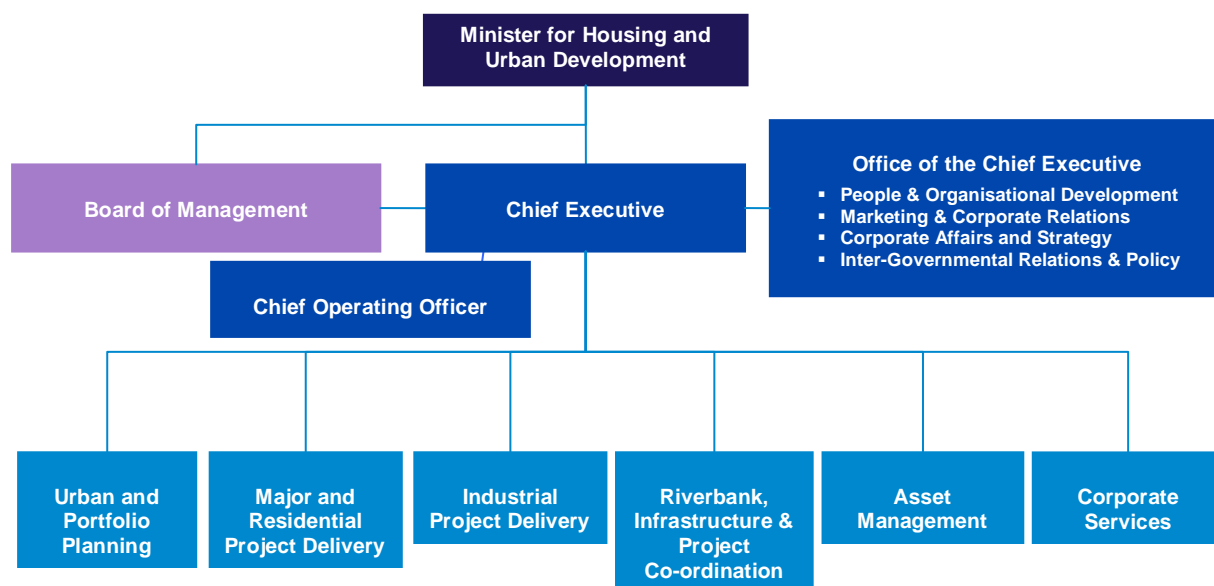 Minister for Housing and
Urban Development
Board of Management
Chief Executive
Office of the Chief Executive
▪ People & Organisational Development
▪ Marketing & Corporate Relations
▪ Corporate Affairs and Strategy
▪ Inter-Governmental Relations & Policy
Chief Operating Officer
Urban and
Portfolio
Planning
Major and
Residential
Project Delivery
Industrial
Project Delivery
Riverbank,
Infrastructure &
Project
Co-ordination
Asset
Management
Corporate
Services